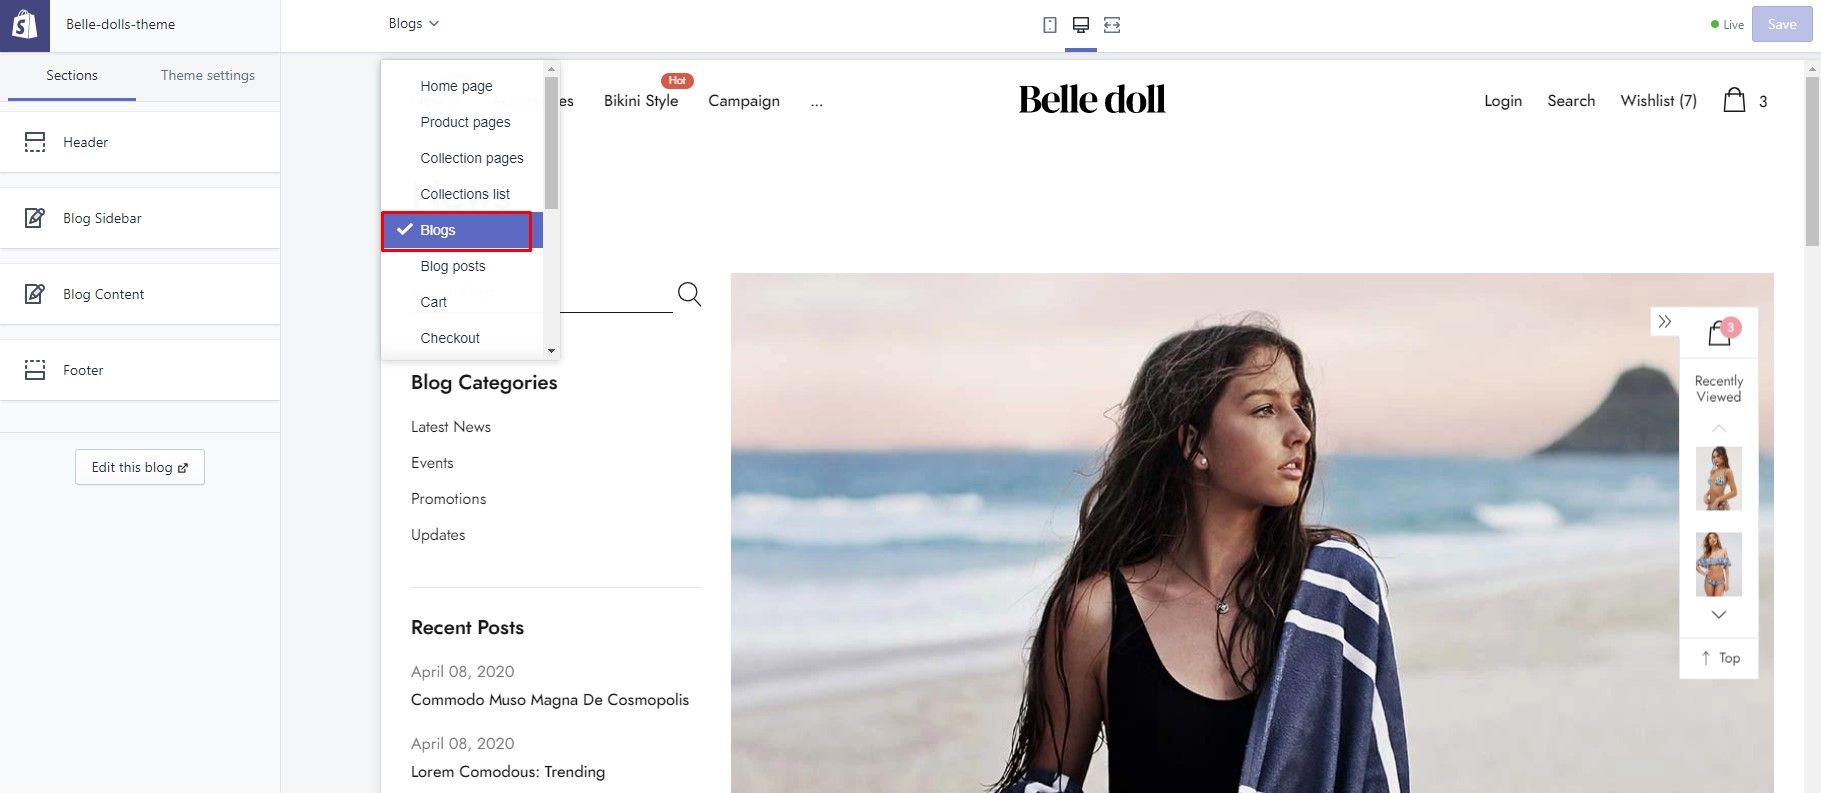 Belle-dolls-theme
Blogs
Live
Save
Sections
Theme settings
Header
Blog Sidebar
Blog Content
Footer
Edit this blog
Home page
Product pages
Collection pages
Collections list
Blogs
Blog posts
Cart
Checkout
Hot
Bikini Style
Campaign
...
Belle doll
Login
Search
Wishlist (7)
3
Blog Categories
Latest News
Events
Promotions
Updates
Recent Posts
April 08, 2020
Commodo Muso Magna De Cosmopolis
April 08, 2020
Lorem Comodous: Trending
3
Recently
Viewed
Top